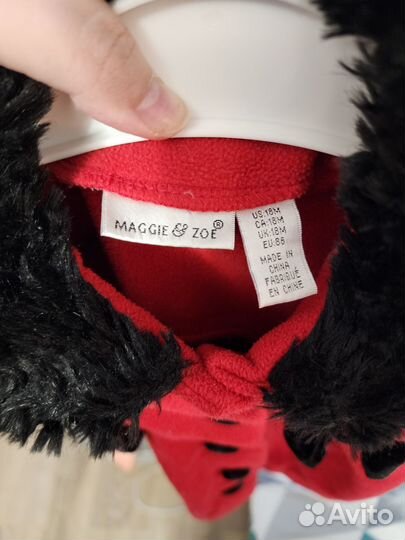 MAGGIE & ZOE®
US:18M
CA:18M
UK:18M
EU:86
MADE IN
CHINA
FABRIQUÉ
EN CHINE
Avito